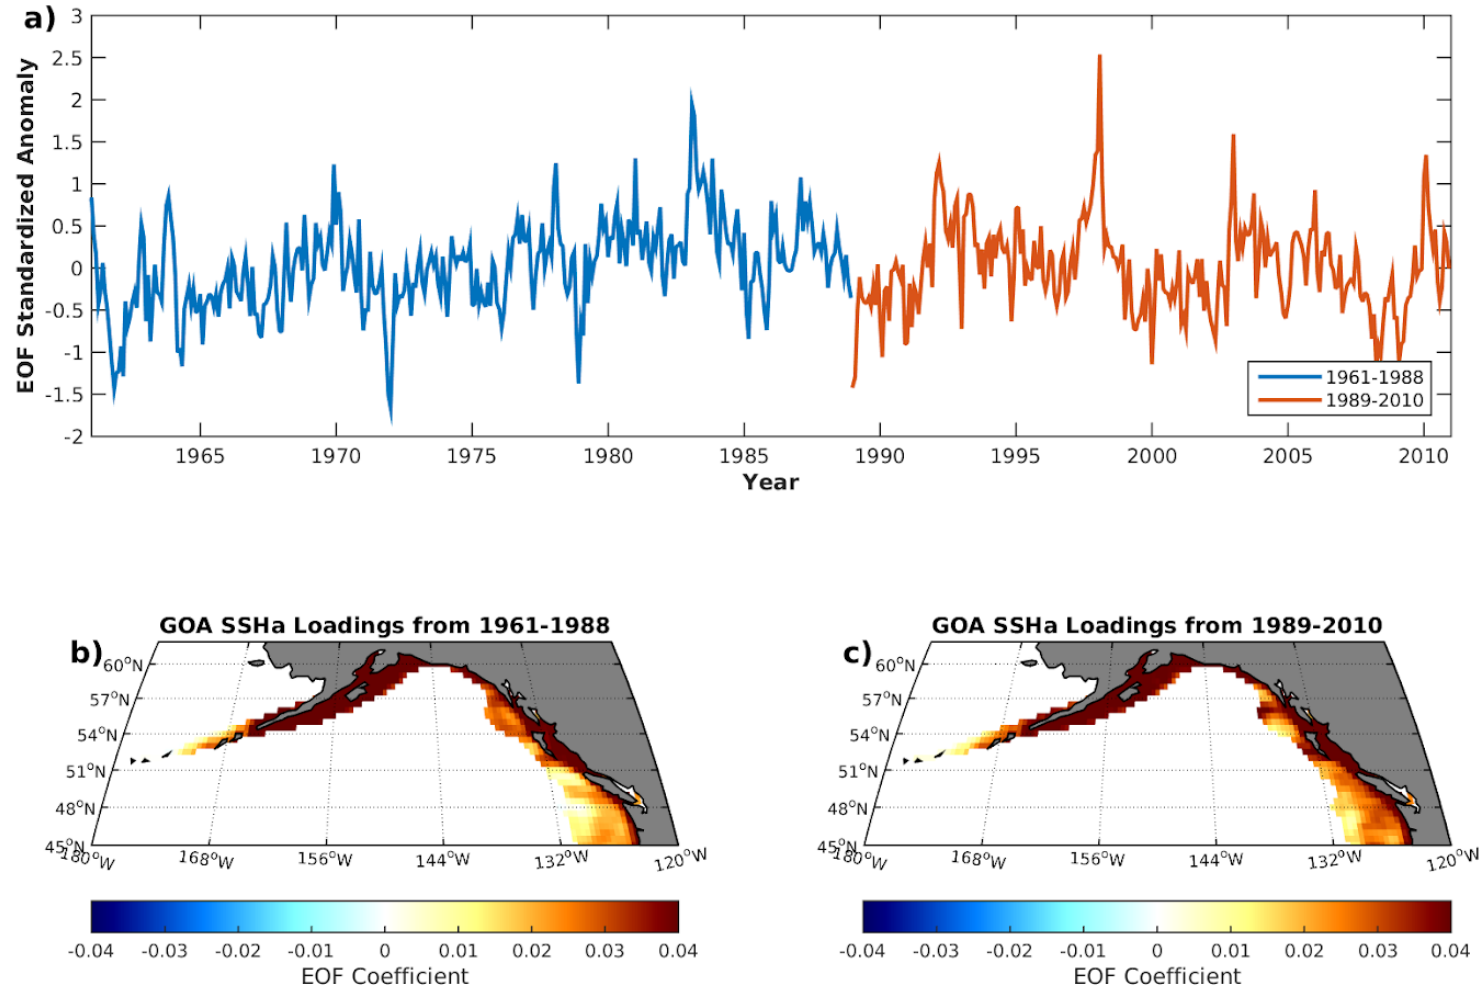 a)
EOF Standardized Anomaly
3
2.5
2
1.5
1
0.5
0
-0.5
-1
-1.5
-2
1965 1970 1975 1980 1985 1990 1995 2000 2005 2010
Year
1961-1988
1989-2010
b)
GOA SSHa Loadings from 1961-1988
60°N
57°N
54°N
51°N
48°N
45°N
180°W 168°W 156°W 144°W 132°W 120°W
-0.04 -0.03 -0.02 -0.01 0 0.01 0.02 0.03 0.04
EOF Coefficient
c)
GOA SSHa Loadings from 1989-2010
60°N
57°N
54°N
51°N
48°N
45°N
180°W 168°W 156°W 144°W 132°W 120°W
-0.04 -0.03 -0.02 -0.01 0 0.01 0.02 0.03 0.04
EOF Coefficient